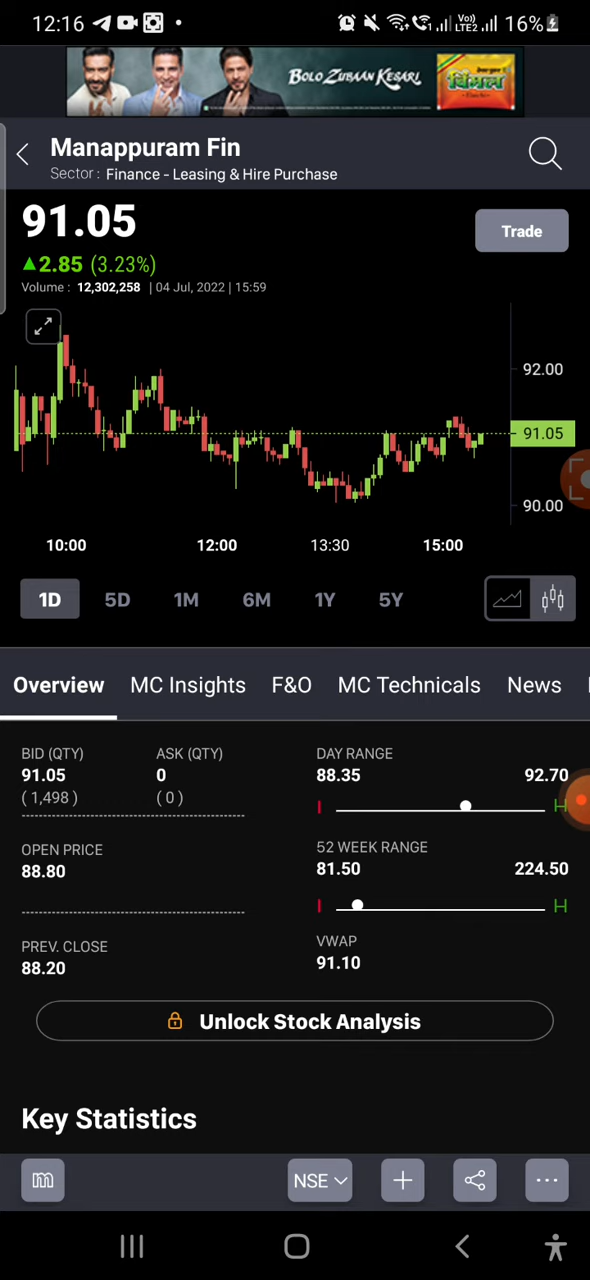 12:16
Vo)) LTE2 16%
BOLO ZUBAAN KESARI
विमल
Manappuram Fin
Sector : Finance - Leasing & Hire Purchase
91.05
Trade
▲2.85 (3.23%)
Volume : 12,302,258 | 04 Jul, 2022 | 15:59
92.00
91.05
90.00
10:00 12:00 13:30 15:00
1D 5D 1M 6M 1Y 5Y
Overview MC Insights F&O MC Technicals News
BID (QTY) ASK (QTY) DAY RANGE
91.05 0 88.35 92.70
( 1,498 ) ( 0 )
L H
OPEN PRICE 52 WEEK RANGE
88.80 81.50 224.50
L H
PREV. CLOSE VWAP
88.20 91.10
Unlock Stock Analysis
Key Statistics
m NSE + ...